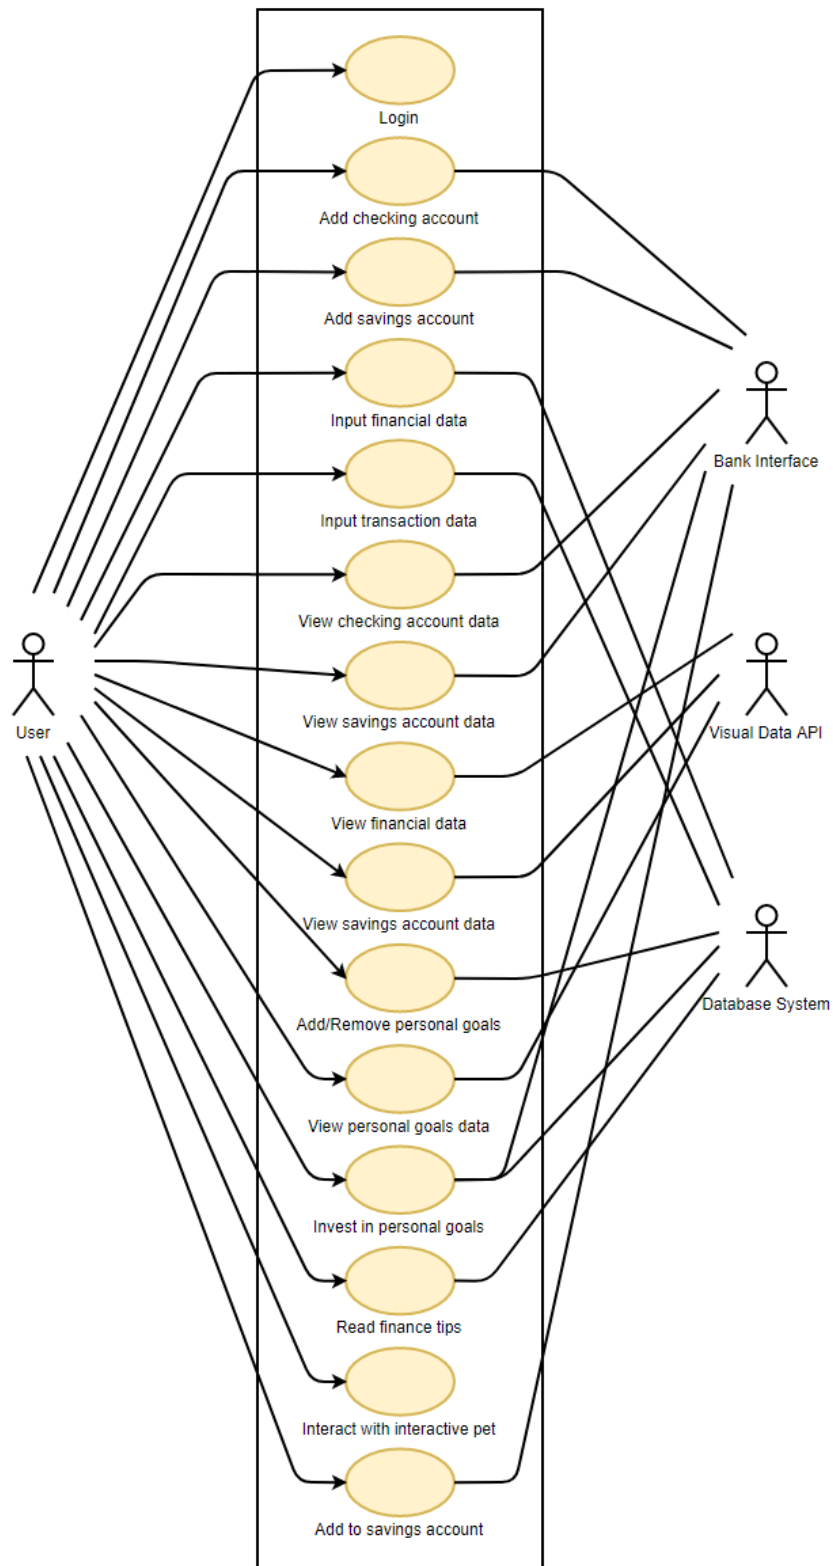 Login
Add checking account
Add savings account
Input financial data
Bank Interface
Input transaction data
View checking account data
View savings account data
User
Visual Data API
View financial data
View savings account data
Database System
Add/Remove personal goals
View personal goals data
Invest in personal goals
Read finance tips
Interact with interactive pet
Add to savings account